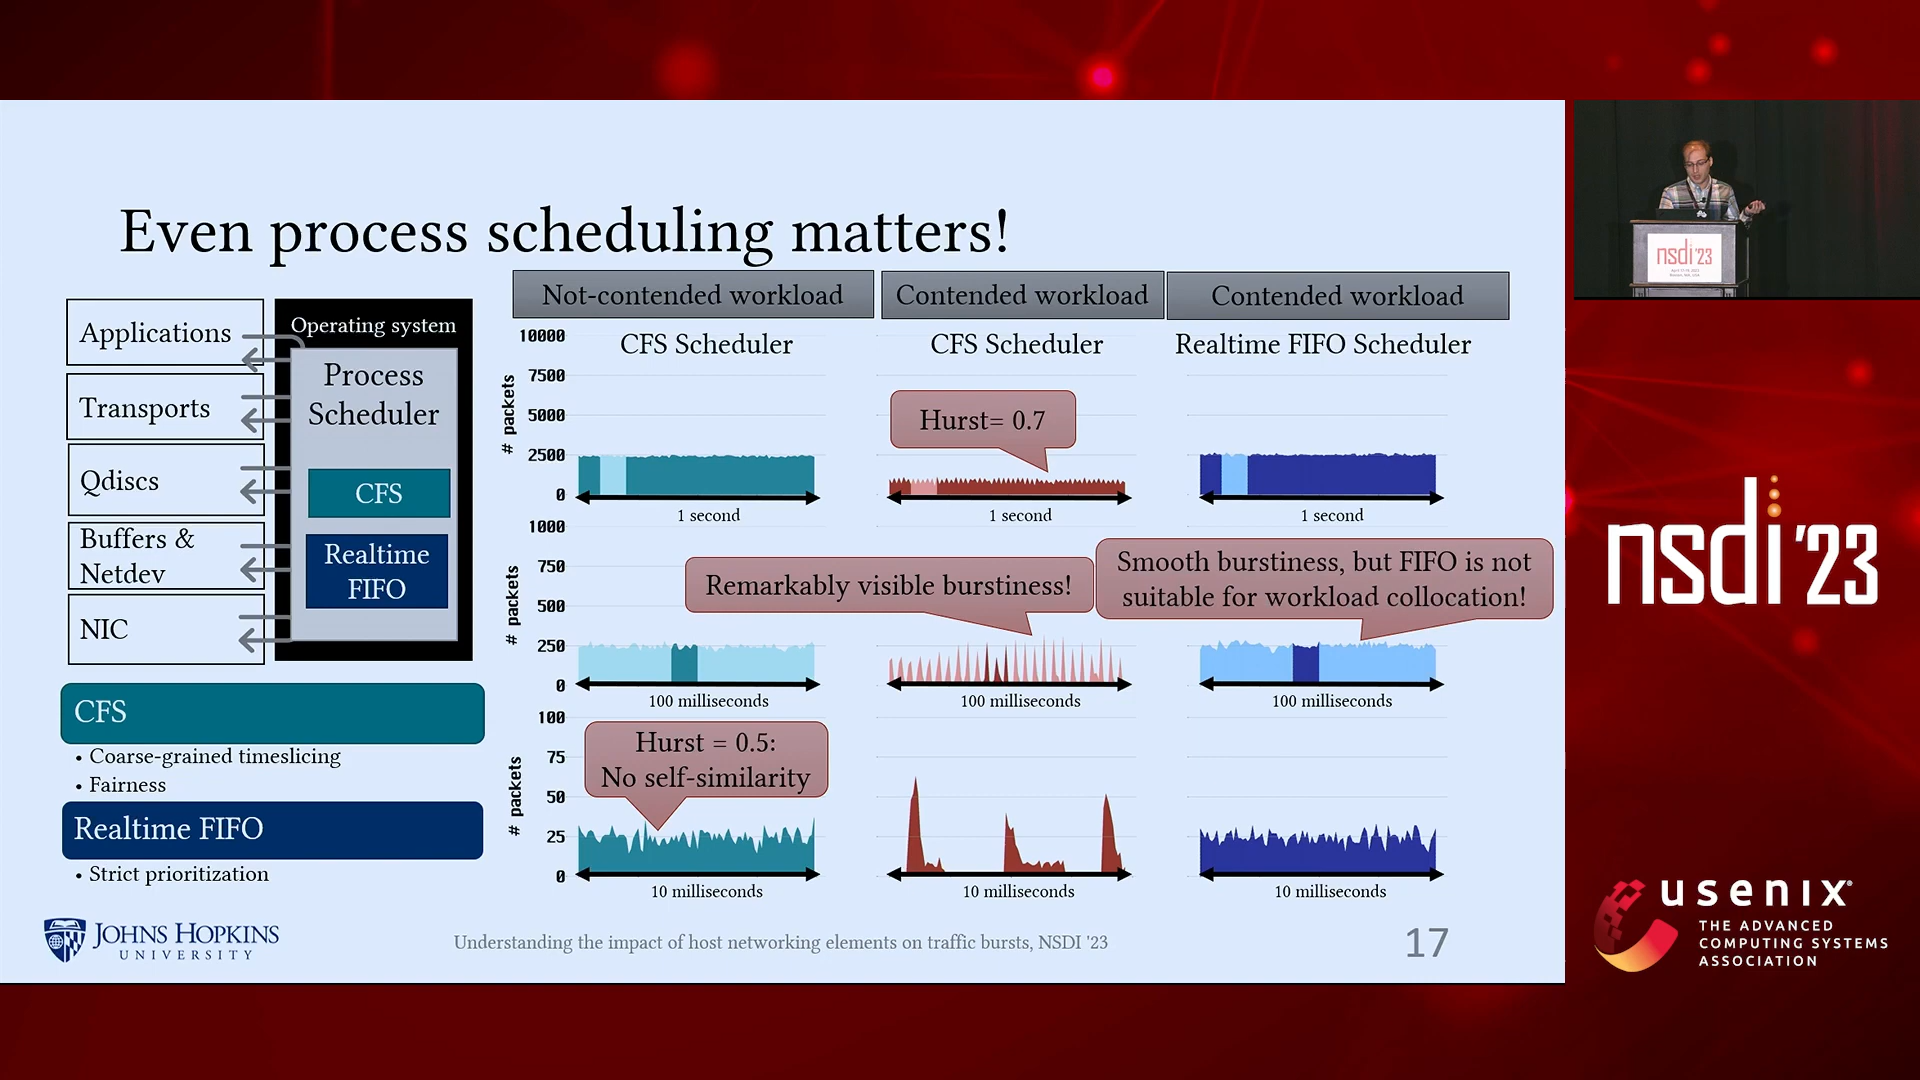 Even process scheduling matters!
Applications
Transports
Qdiscs
Buffers &
Netdev
NIC
Operating system
Process
Scheduler
CFS
Realtime
FIFO
CFS
• Coarse-grained timeslicing
• Fairness
Realtime FIFO
• Strict prioritization
Not-contended workload
Contended workload
Contended workload
CFS Scheduler
CFS Scheduler
Realtime FIFO Scheduler
# packets
10000
7500
5000
2500
0
Hurst= 0.7
1 second
1 second
1 second
# packets
1000
750
500
250
0
Remarkably visible burstiness!
Smooth burstiness, but FIFO is not
suitable for workload collocation!
100 milliseconds
100 milliseconds
100 milliseconds
# packets
100
75
50
25
0
Hurst = 0.5:
No self-similarity
10 milliseconds
10 milliseconds
10 milliseconds
JOHNS HOPKINS
UNIVERSITY
Understanding the impact of host networking elements on traffic bursts, NSDI '23
17
nsdi '23
nsdi '23
usenix®
THE ADVANCED
COMPUTING SYSTEMS
ASSOCIATION